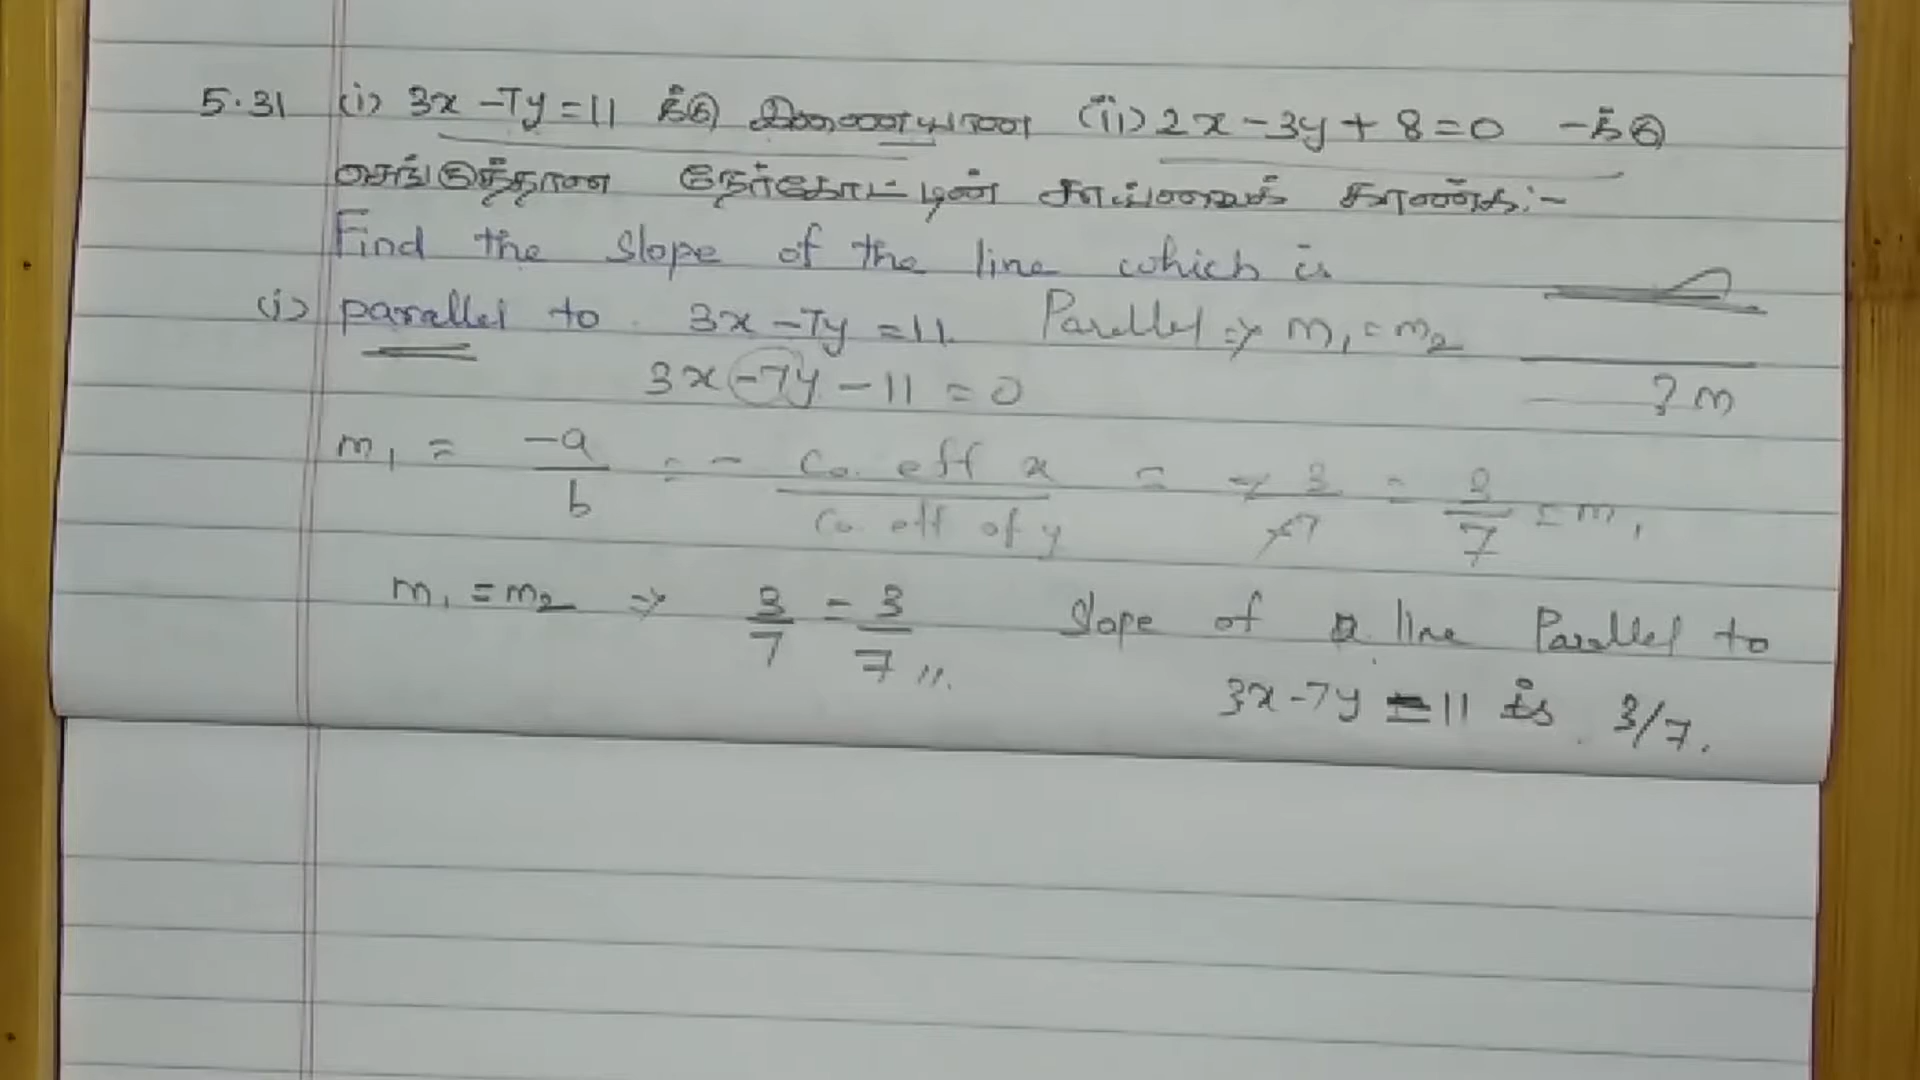 5.31 (i) 3x - 7y = 11 க்கு இணையான (ii) 2x - 3y + 8 = 0 -க்கு
செங்குத்தான நேர்கோட்டின் சாய்வைக் காண்க:-
Find the slope of the line which is
(i) parallel to 3x - 7y = 11. Parallel => m₁ = m₂
3x - 7y - 11 = 0 ? m
m₁ = -a/b = - Co. eff x / Co. eff of y = -3/-7 = 3/7 = m₁
m₁ = m₂ => 3/7 = 3/7 ,,. Slope of a line Parallel to
3x - 7y = 11 is 3/7.